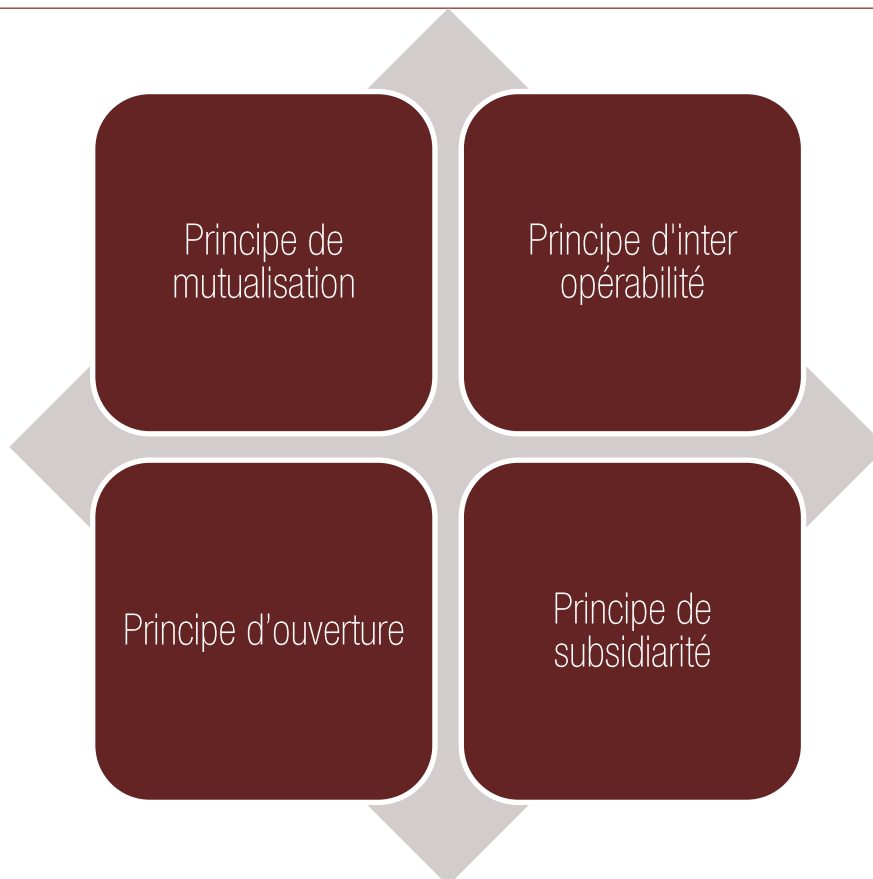 Principe de
mutualisation
Principe d'inter
opérabilité
Principe d’ouverture
Principe de
subsidiarité